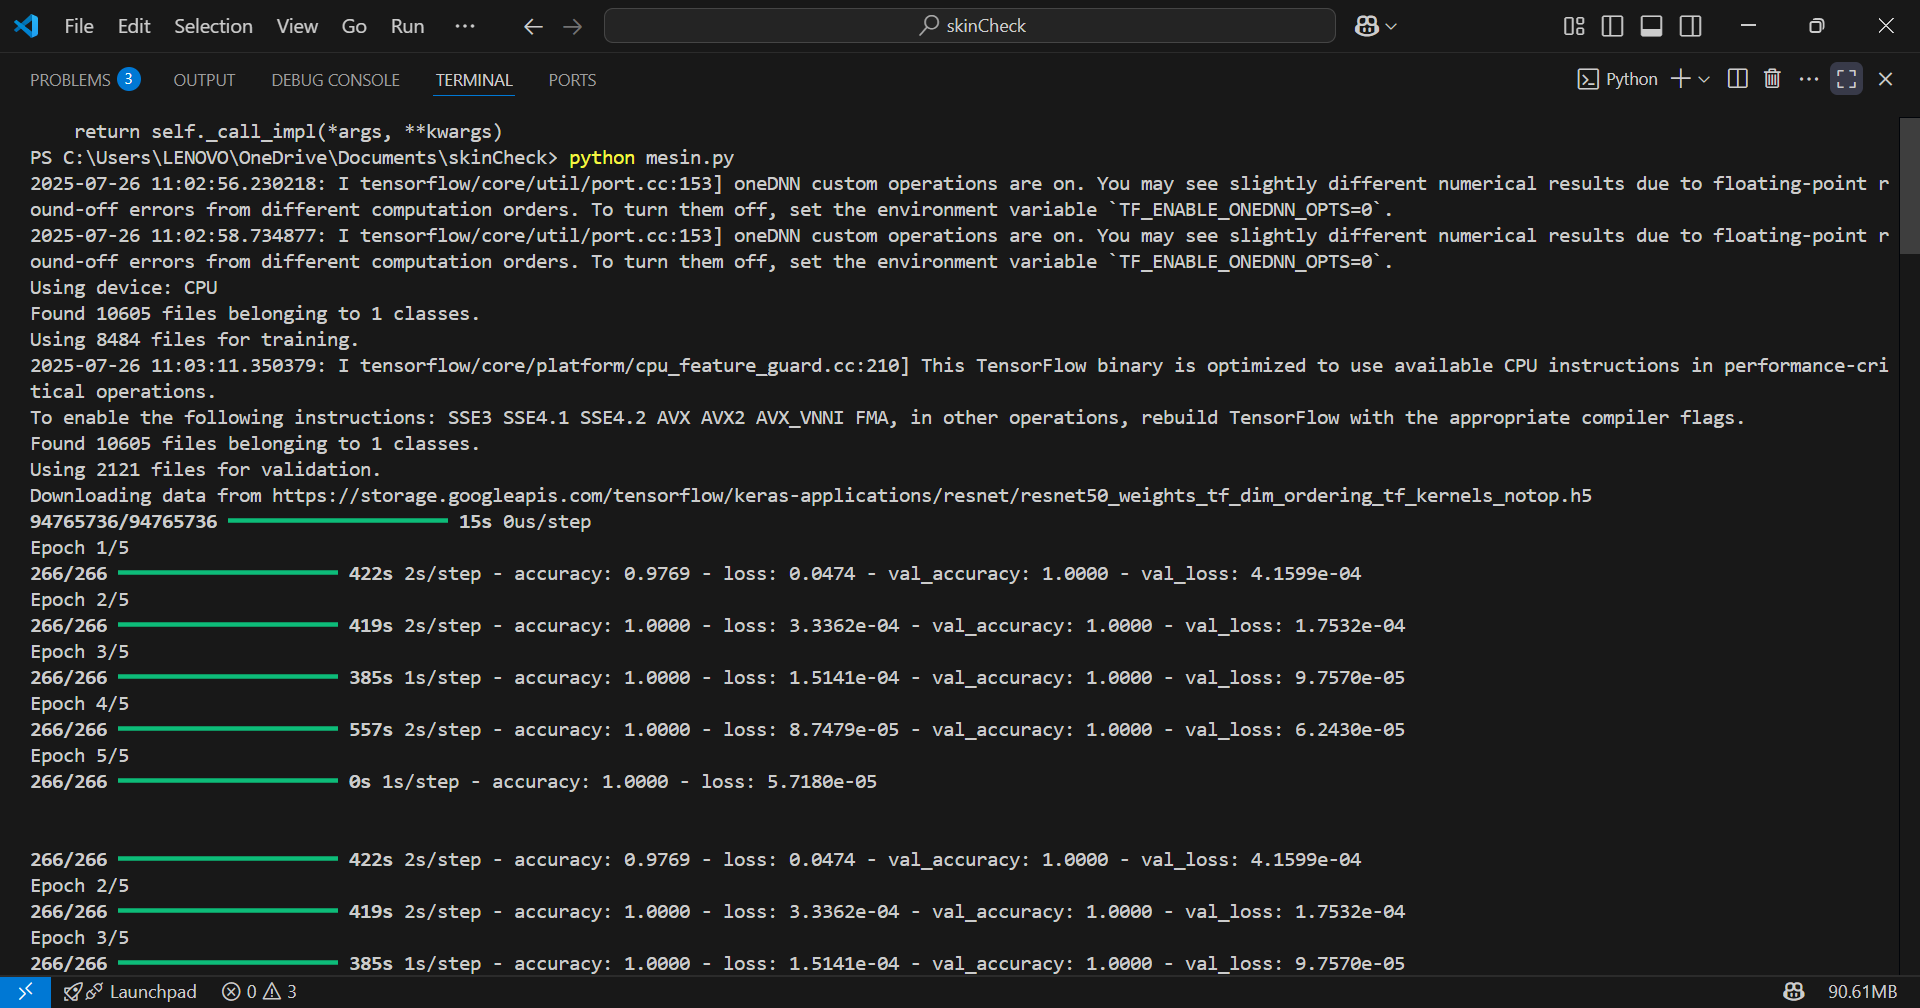 File Edit Selection View Go Run ··· skinCheck
PROBLEMS 3 OUTPUT DEBUG CONSOLE TERMINAL PORTS Python
return self._call_impl(*args, **kwargs)
PS C:\Users\LENOVO\OneDrive\Documents\skinCheck> python mesin.py
2025-07-26 11:02:56.230218: I tensorflow/core/util/port.cc:153] oneDNN custom operations are on. You may see slightly different numerical results due to floating-point r
ound-off errors from different computation orders. To turn them off, set the environment variable `TF_ENABLE_ONEDNN_OPTS=0`.
2025-07-26 11:02:58.734877: I tensorflow/core/util/port.cc:153] oneDNN custom operations are on. You may see slightly different numerical results due to floating-point r
ound-off errors from different computation orders. To turn them off, set the environment variable `TF_ENABLE_ONEDNN_OPTS=0`.
Using device: CPU
Found 10605 files belonging to 1 classes.
Using 8484 files for training.
2025-07-26 11:03:11.350379: I tensorflow/core/platform/cpu_feature_guard.cc:210] This TensorFlow binary is optimized to use available CPU instructions in performance-cri
tical operations.
To enable the following instructions: SSE3 SSE4.1 SSE4.2 AVX AVX2 AVX_VNNI FMA, in other operations, rebuild TensorFlow with the appropriate compiler flags.
Found 10605 files belonging to 1 classes.
Using 2121 files for validation.
Downloading data from https://storage.googleapis.com/tensorflow/keras-applications/resnet/resnet50_weights_tf_dim_ordering_tf_kernels_notop.h5
94765736/94765736 15s 0us/step
Epoch 1/5
266/266 422s 2s/step - accuracy: 0.9769 - loss: 0.0474 - val_accuracy: 1.0000 - val_loss: 4.1599e-04
Epoch 2/5
266/266 419s 2s/step - accuracy: 1.0000 - loss: 3.3362e-04 - val_accuracy: 1.0000 - val_loss: 1.7532e-04
Epoch 3/5
266/266 385s 1s/step - accuracy: 1.0000 - loss: 1.5141e-04 - val_accuracy: 1.0000 - val_loss: 9.7570e-05
Epoch 4/5
266/266 557s 2s/step - accuracy: 1.0000 - loss: 8.7479e-05 - val_accuracy: 1.0000 - val_loss: 6.2430e-05
Epoch 5/5
266/266 0s 1s/step - accuracy: 1.0000 - loss: 5.7180e-05
266/266 422s 2s/step - accuracy: 0.9769 - loss: 0.0474 - val_accuracy: 1.0000 - val_loss: 4.1599e-04
Epoch 2/5
266/266 419s 2s/step - accuracy: 1.0000 - loss: 3.3362e-04 - val_accuracy: 1.0000 - val_loss: 1.7532e-04
Epoch 3/5
266/266 385s 1s/step - accuracy: 1.0000 - loss: 1.5141e-04 - val_accuracy: 1.0000 - val_loss: 9.7570e-05
Launchpad 0 3 90.61MB